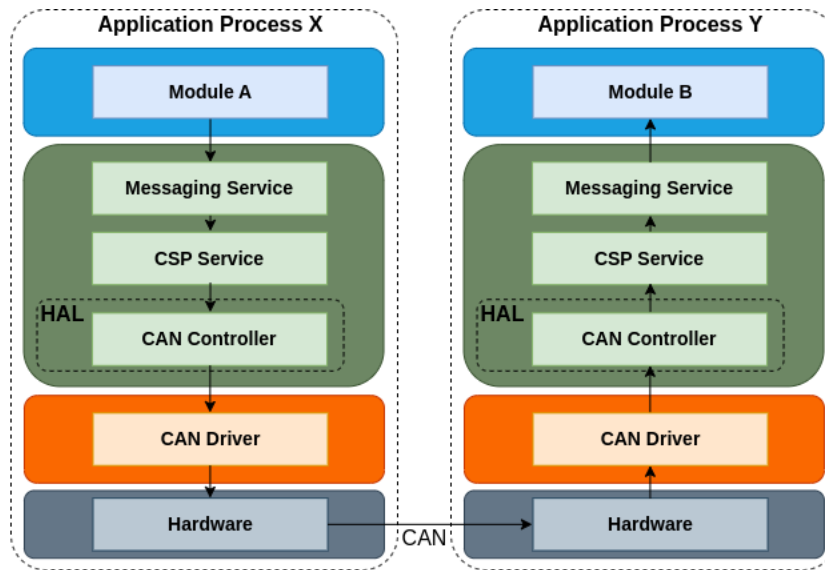 Application Process X
Module A
Messaging Service
CSP Service
HAL
CAN Controller
CAN Driver
Hardware
CAN
Application Process Y
Module B
Messaging Service
CSP Service
HAL
CAN Controller
CAN Driver
Hardware